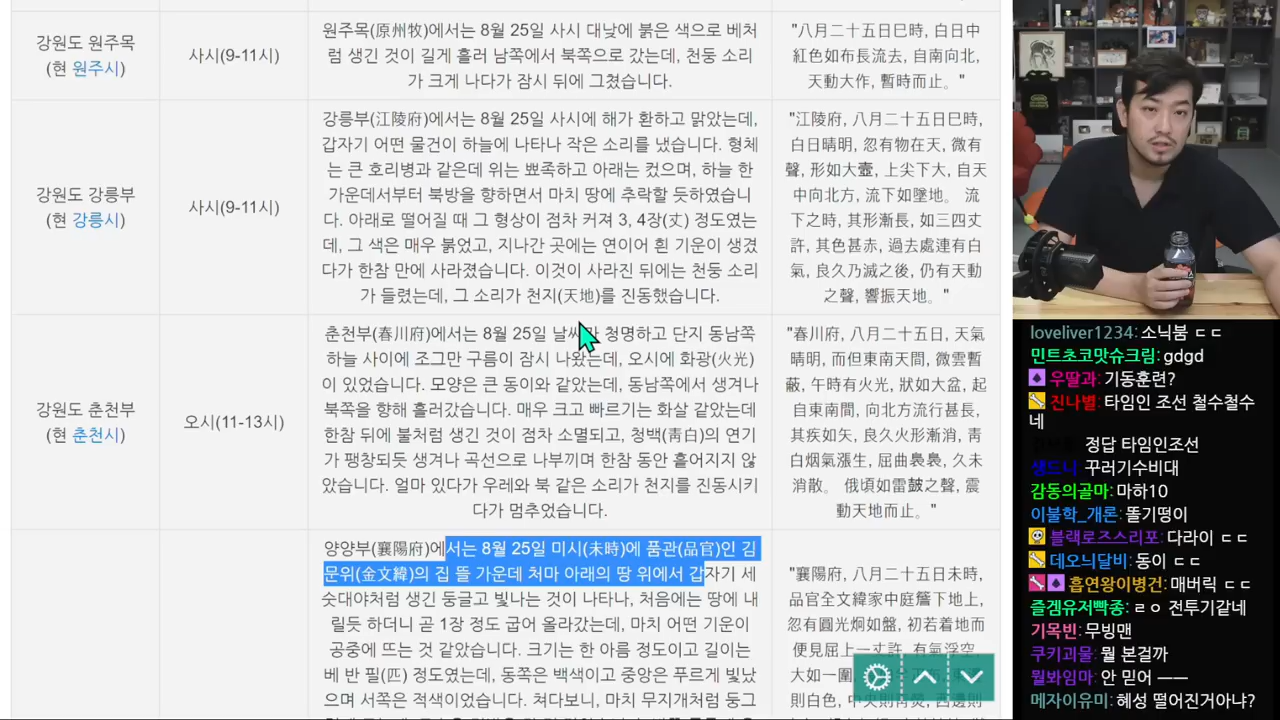 강원도 원주목
(현 원주시)
사시(9-11시)
원주목(原州牧)에서는 8월 25일 사시 대낮에 붉은 색으로 베처
럼 생긴 것이 길게 흘러 남쪽에서 북쪽으로 갔는데, 천둥 소리
가 크게 나다가 잠시 뒤에 그쳤습니다.
"八月二十五日巳時, 白日中
紅色如布長流去, 自南向北,
天動大作, 暫時而止。"
강원도 강릉부
(현 강릉시)
사시(9-11시)
강릉부(江陵府)에서는 8월 25일 사시에 해가 환하고 맑았는데,
갑자기 어떤 물건이 하늘에 나타나 작은 소리를 냈습니다. 형체
는 큰 호리병과 같은데 위는 뾰족하고 아래는 컸으며, 하늘 한
가운데서부터 북방을 향하면서 마치 땅에 추락할 듯하였습니
다. 아래로 떨어질 때 그 형상이 점차 커져 3, 4장(丈) 정도였는
데, 그 색은 매우 붉었고, 지나간 곳에는 연이어 흰 기운이 생겼
다가 한참 만에 사라졌습니다. 이것이 사라진 뒤에는 천둥 소리
가 들렸는데, 그 소리가 천지(天地)를 진동했습니다.
"江陵府, 八月二十五日巳時,
白日晴明, 忽有物在天, 微有
聲, 形如大壷, 上尖下大, 自天
中向北方, 流下如墜地。 流
下之時, 其形漸長, 如三四丈
許, 其色甚赤, 過去處連有白
氣, 良久乃滅之後, 仍有天動
之聲, 響振天地。"
강원도 춘천부
(현 춘천시)
오시(11-13시)
춘천부(春川府)에서는 8월 25일 청명하고 단지 동남쪽
하늘 사이에 조그만 구름이 잠시 나왔는데, 오시에 화광(火光)
이 있었습니다. 모양은 큰 동이와 같았는데, 동남쪽에서 생겨나
북쪽을 향해 흘러갔습니다. 매우 크고 빠르기는 화살 같았는데
한참 뒤에 불처럼 생긴 것이 점차 소멸되고, 청백(靑白)의 연기
가 팽창되듯 생겨나 곡선으로 나부끼며 한참 동안 흩어지지 않
았습니다. 얼마 있다가 우레와 북 같은 소리가 천지를 진동시키
다가 멈추었습니다.
"春川府, 八月二十五日, 天氣
晴明, 而但東南天間, 微雲暫
蔽, 午時有火光, 狀如大盆, 起
自東南間, 向北方流行甚長,
其疾如矢, 良久火形漸消, 靑
白烟氣漲生, 屈曲裊裊, 久未
消散。 俄頃如雷鼓之聲, 震
動天地而止。"
양양부(襄陽府)에서는 8월 25일 미시(未時)에 품관(品官)인 김
문위(金文緯)의 집 뜰 가운데 처마 아래의 땅 위에서 갑자기 세
숫대야처럼 생긴 둥글고 빛나는 것이 나타나, 처음에는 땅에 내
릴듯 하더니 곧 1장 정도 굽어 올라갔는데, 마치 어떤 기운이
공중에 뜨는 것 같았습니다. 크기는 한 아름 정도이고 길이는
베 반 필(匹) 정도였는데, 동쪽은 백색이고 중앙은 푸르게 빛났
으며 서쪽은 적색이었습니다. 쳐다보니, 마치 무지개처럼 둥그
"襄陽府, 八月二十五日未時,
品官全文緯家中庭簷下地上,
忽有圓光炯如盤, 初若着地而
便見屈上一丈許, 有氣浮空
loveliver1234: 소닉붐 ㄷㄷ
민트초코맛슈크림: gdgd
우딸과: 기동훈련?
진나별: 타임인 조선 철수철수
네
정답 타임인조선
생드니: 꾸러기수비대
감동의골마: 마하10
이불학_개론: 똘기떵이
블랙로즈스리포: 다라이 ㄷㄷ
데오늬달비: 동이 ㄷㄷ
흡연왕이병건: 매버릭 ㄷㄷ
즐겜유저빡종: ㄹㅇ 전투기같네
기목빈: 무빙맨
쿠키괴물: 뭘 본걸까
뭘봐임마: 안 믿어 ㅡㅡ
메자이유미: 혜성 떨어진거아냐?